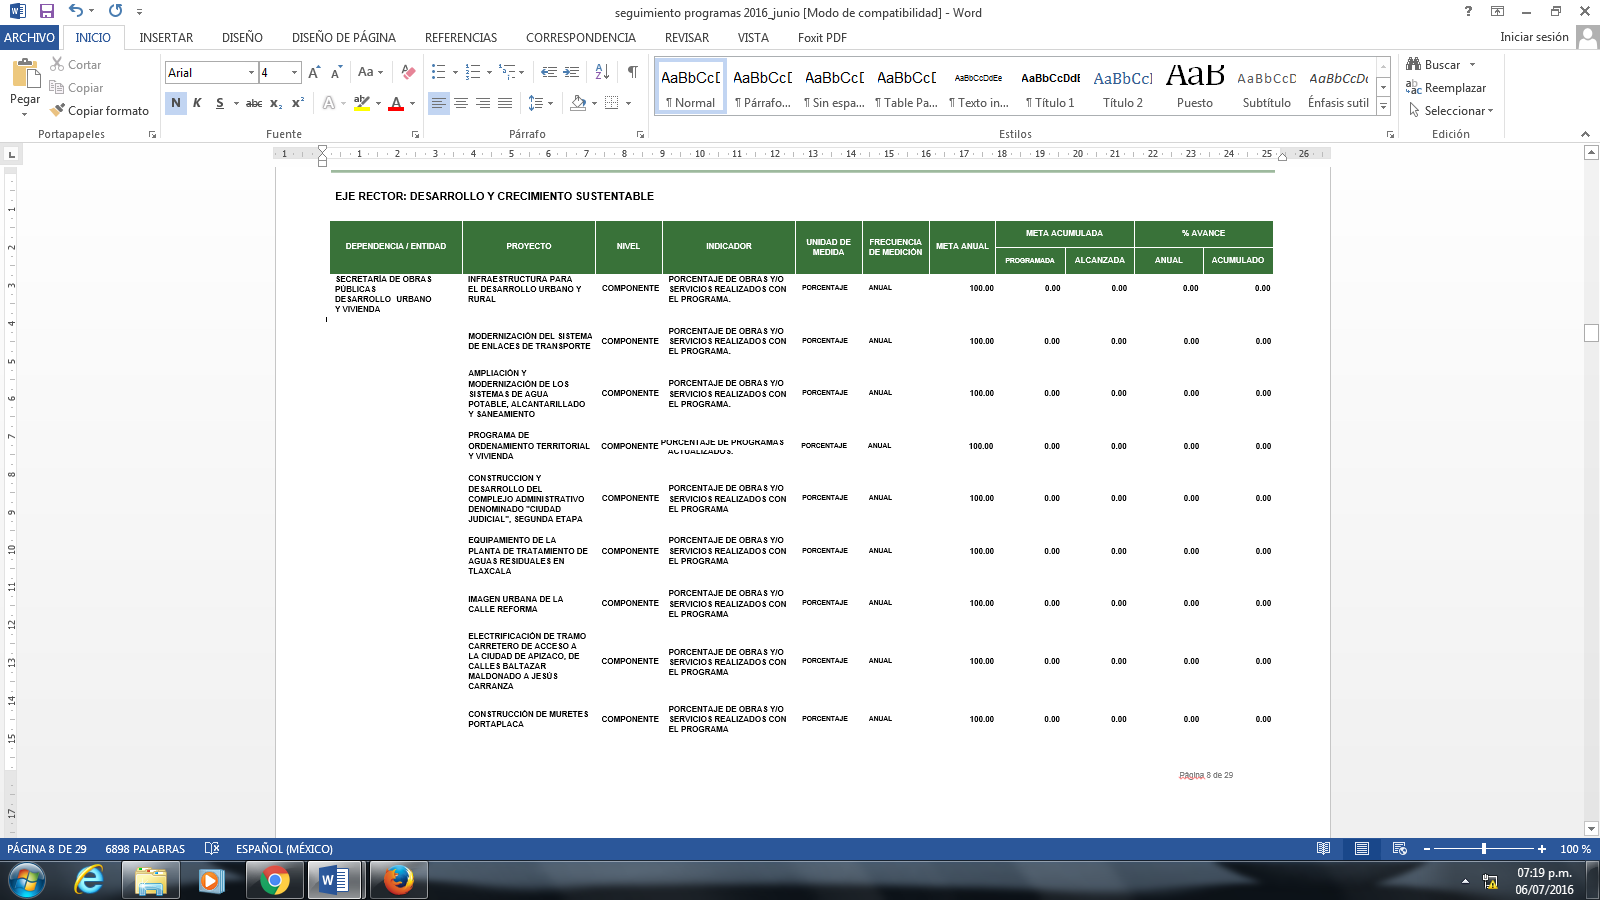 seguimiento programas 2016_junio [Modo de compatibilidad] - Word
ARCHIVO INICIO INSERTAR DISEÑO DISEÑO DE PÁGINA REFERENCIAS CORRESPONDENCIA REVISAR VISTA Foxit PDF Iniciar sesión
Pegar
Cortar
Copiar
Copiar formato
Portapapeles
Arial 4
Fuente
Párrafo
AaBbCcI AaBbCcI AaBbCcI AaBbCcI AaBbCcDdEe AaBbCcDdE AaBbCcI AaB AaBbCcD AaBbCcDc
¶ Normal ¶ Párrafo... ¶ Sin espa... ¶ Table Pa... ¶ Texto in... ¶ Título 1 Título 2 Puesto Subtítulo Énfasis sutil
Estilos
Buscar
Reemplazar
Seleccionar
Edición
EJE RECTOR: DESARROLLO Y CRECIMIENTO SUSTENTABLE
DEPENDENCIA / ENTIDAD PROYECTO NIVEL INDICADOR UNIDAD DE MEDIDA FRECUENCIA DE MEDICIÓN META ANUAL META ACUMULADA % AVANCE
PROGRAMADA ALCANZADA ANUAL ACUMULADO
SECRETARÍA DE OBRAS
PÚBLICAS
DESARROLLO URBANO
Y VIVIENDA
INFRAESTRUCTURA PARA
EL DESARROLLO URBANO Y
RURAL
COMPONENTE
PORCENTAJE DE OBRAS Y/O
SERVICIOS REALIZADOS CON
EL PROGRAMA.
PORCENTAJE ANUAL 100.00 0.00 0.00 0.00 0.00
MODERNIZACIÓN DEL SISTEMA
DE ENLACES DE TRANSPORTE
COMPONENTE
PORCENTAJE DE OBRAS Y/O
SERVICIOS REALIZADOS CON
EL PROGRAMA.
PORCENTAJE ANUAL 100.00 0.00 0.00 0.00 0.00
AMPLIACIÓN Y
MODERNIZACIÓN DE LOS
SISTEMAS DE AGUA
POTABLE, ALCANTARILLADO
Y SANEAMIENTO
COMPONENTE
PORCENTAJE DE OBRAS Y/O
SERVICIOS REALIZADOS CON
EL PROGRAMA.
PORCENTAJE ANUAL 100.00 0.00 0.00 0.00 0.00
PROGRAMA DE
ORDENAMIENTO TERRITORIAL
Y VIVIENDA
COMPONENTE
PORCENTAJE DE PROGRAMAS
ACTUALIZADOS.
PORCENTAJE ANUAL 100.00 0.00 0.00 0.00 0.00
CONSTRUCCION Y
DESARROLLO DEL
COMPLEJO ADMINISTRATIVO
DENOMINADO "CIUDAD
JUDICIAL", SEGUNDA ETAPA
COMPONENTE
PORCENTAJE DE OBRAS Y/O
SERVICIOS REALIZADOS CON
EL PROGRAMA
PORCENTAJE ANUAL 100.00 0.00 0.00 0.00 0.00
EQUIPAMIENTO DE LA
PLANTA DE TRATAMIENTO DE
AGUAS RESIDUALES EN
TLAXCALA
COMPONENTE
PORCENTAJE DE OBRAS Y/O
SERVICIOS REALIZADOS CON
EL PROGRAMA
PORCENTAJE ANUAL 100.00 0.00 0.00 0.00 0.00
IMAGEN URBANA DE LA
CALLE REFORMA
COMPONENTE
PORCENTAJE DE OBRAS Y/O
SERVICIOS REALIZADOS CON
EL PROGRAMA
PORCENTAJE ANUAL 100.00 0.00 0.00 0.00 0.00
ELECTRIFICACIÓN DE TRAMO
CARRETERO DE ACCESO A
LA CIUDAD DE APIZACO, DE
CALLES BALTAZAR
MALDONADO A JESÚS
CARRANZA
COMPONENTE
PORCENTAJE DE OBRAS Y/O
SERVICIOS REALIZADOS CON
EL PROGRAMA
PORCENTAJE ANUAL 100.00 0.00 0.00 0.00 0.00
CONSTRUCCIÓN DE MURETES
PORTAPLACA
COMPONENTE
PORCENTAJE DE OBRAS Y/O
SERVICIOS REALIZADOS CON
EL PROGRAMA
PORCENTAJE ANUAL 100.00 0.00 0.00 0.00 0.00
Página 8 de 29
PÁGINA 8 DE 29 6898 PALABRAS ESPAÑOL (MÉXICO) 100 %
07:19 p.m.
06/07/2016